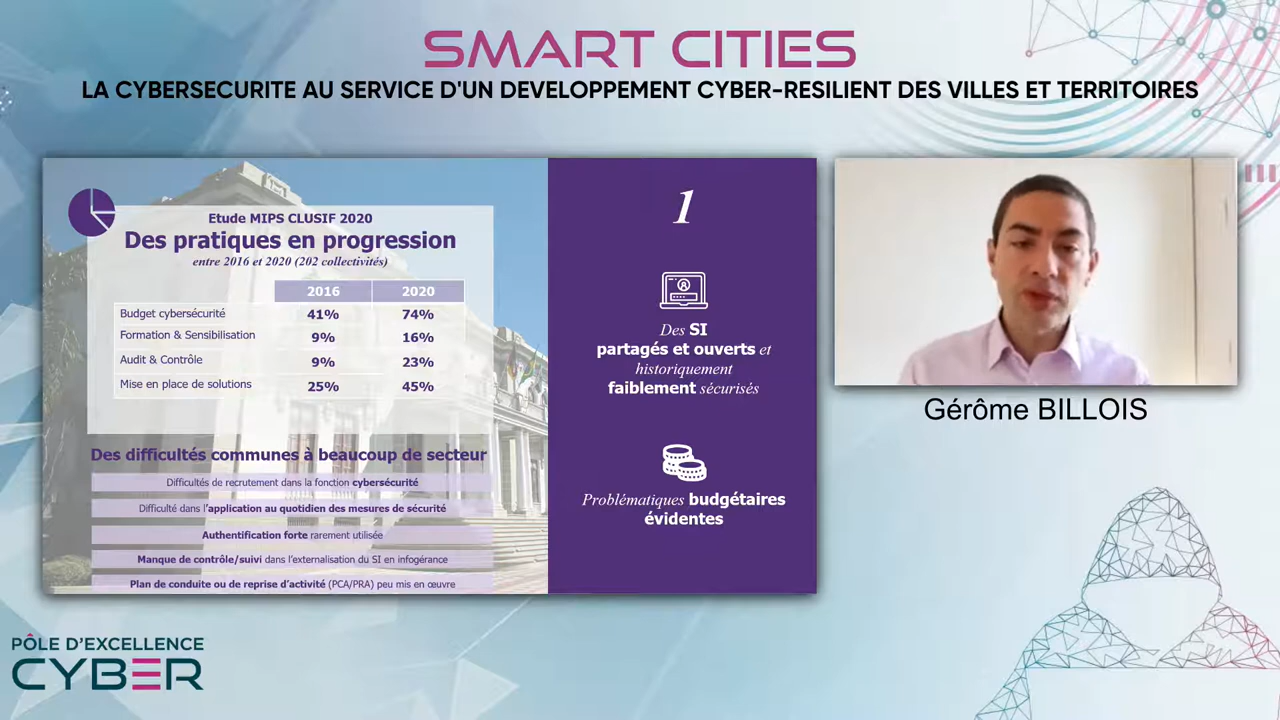 SMART CITIES
LA CYBERSECURITE AU SERVICE D'UN DEVELOPPEMENT CYBER-RESILIENT DES VILLES ET TERRITOIRES
Etude MIPS CLUSIF 2020
Des pratiques en progression
entre 2016 et 2020 (202 collectivités)
2016 2020
Budget cybersécurité 41% 74%
Formation & Sensibilisation 9% 16%
Audit & Contrôle 9% 23%
Mise en place de solutions 25% 45%
Des difficultés communes à beaucoup de secteur
Difficultés de recrutement dans la fonction cybersécurité
Difficulté dans l'application au quotidien des mesures de sécurité
Authentification forte rarement utilisée
Manque de contrôle/suivi dans l'externalisation du SI en infogérance
Plan de conduite ou de reprise d'activité (PCA/PRA) peu mis en œuvre
1
Des SI
partagés et ouverts et
historiquement
faiblement sécurisés
Problématiques budgétaires
évidentes
Gérôme BILLOIS
PÔLE D'EXCELLENCE
CYBER